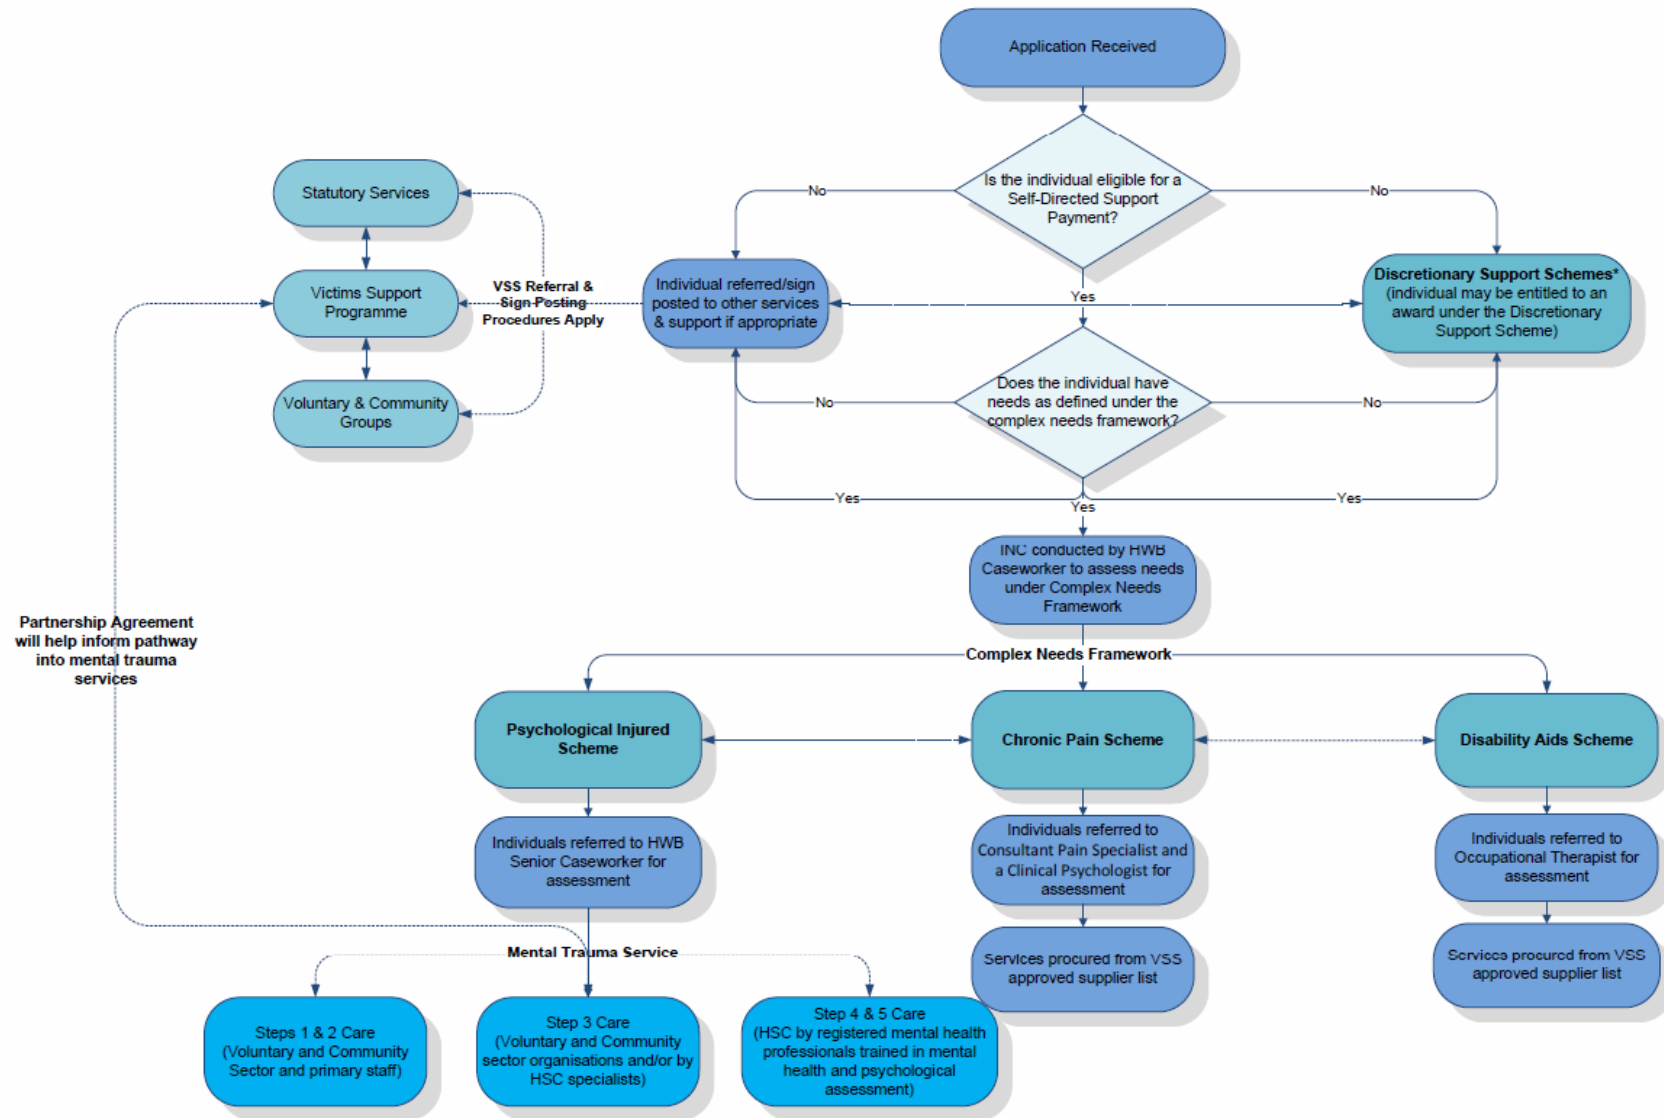 Application Received
Is the individual eligible for a
Self-Directed Support
Payment?
No
No
Yes
Statutory Services
Victims Support
Programme
Voluntary & Community
Groups
VSS Referral &
Sign Posting
Procedures Apply
Individual referred/sign
posted to other services
& support if appropriate
Discretionary Support Schemes*
(individual may be entitled to an
award under the Discretionary
Support Scheme)
Does the individual have
needs as defined under the
complex needs framework?
No
No
Yes
Yes
Yes
INC conducted by HWB
Caseworker to assess needs
under Complex Needs
Framework
Partnership Agreement
will help inform pathway
into mental trauma
services
Complex Needs Framework
Psychological Injured
Scheme
Chronic Pain Scheme
Disability Aids Scheme
Individuals referred to HWB
Senior Caseworker for
assessment
Individuals referred to
Consultant Pain Specialist and
a Clinical Psychologist for
assessment
Individuals referred to
Occupational Therapist for
assessment
Mental Trauma Service
Services procured from VSS
approved supplier list
Services procured from VSS
approved supplier list
Steps 1 & 2 Care
(Voluntary and Community
Sector and primary staff)
Step 3 Care
(Voluntary and Community
sector organisations and/or by
HSC specialists)
Step 4 & 5 Care
(HSC by registered mental health
professionals trained in mental
health and psychological
assessment)